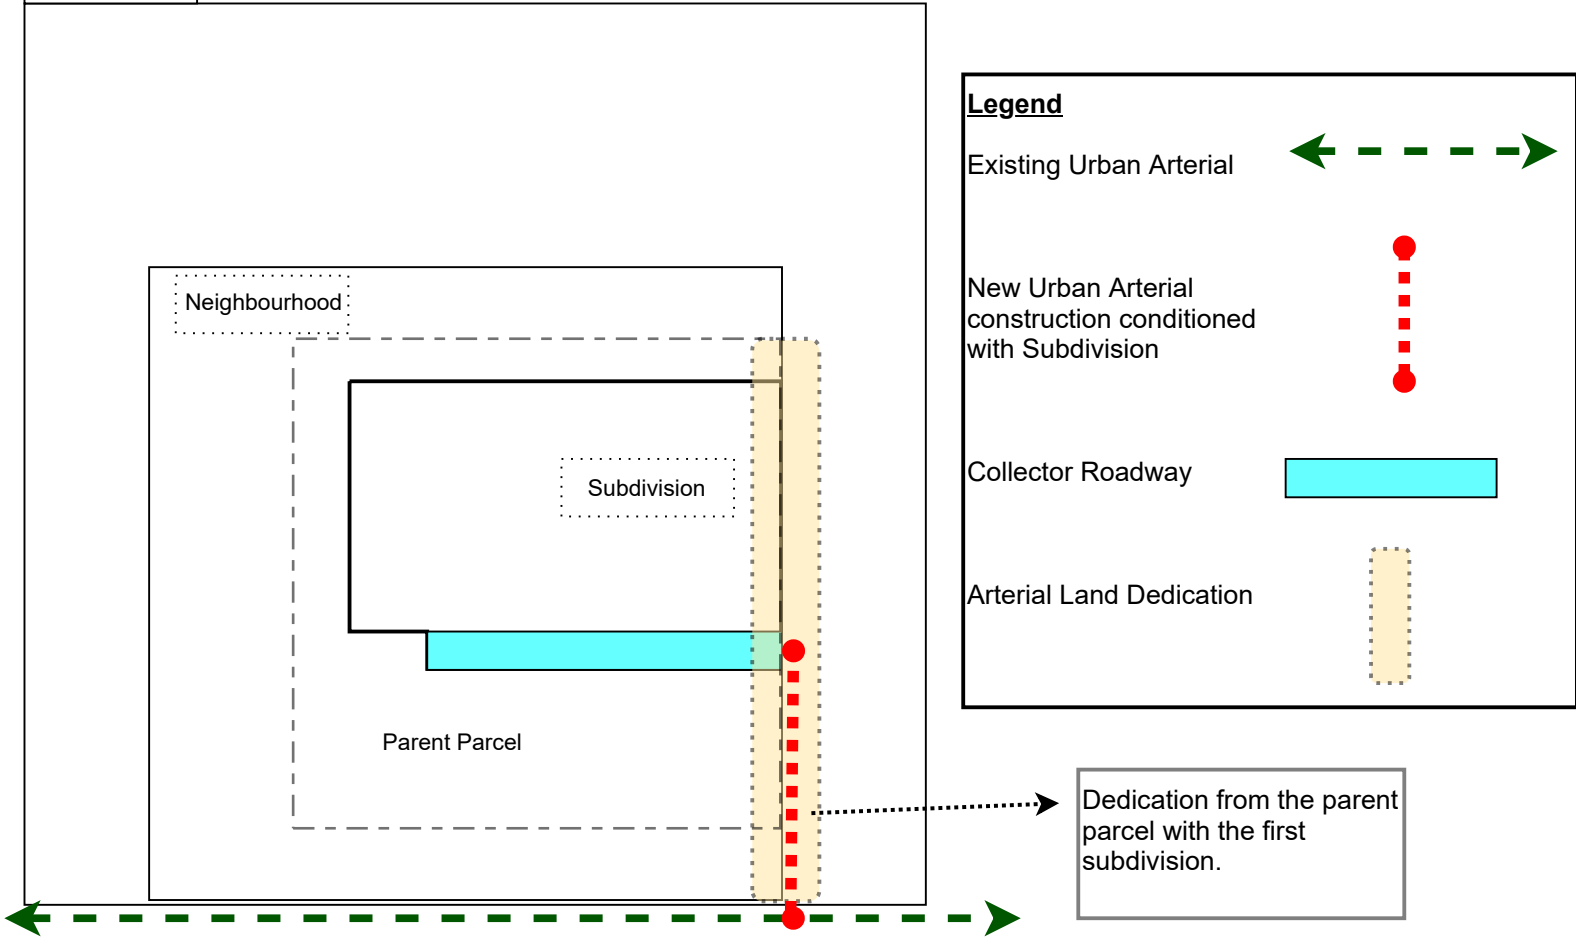 Legend
Existing Urban Arterial
New Urban Arterial
construction conditioned
with Subdivision
Collector Roadway
Arterial Land Dedication
Neighbourhood
Subdivision
Parent Parcel
Dedication from the parent
parcel with the first
subdivision.